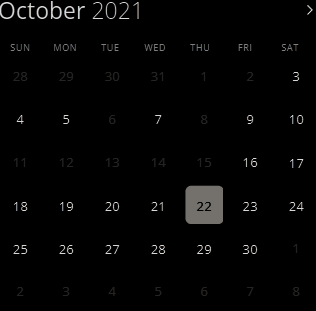 October 2021
SUN MON TUE WED THU FRI SAT
28 29 30 31 1 2 3
4 5 6 7 8 9 10
11 12 13 14 15 16 17
18 19 20 21 22 23 24
25 26 27 28 29 30 1
2 3 4 5 6 7 8